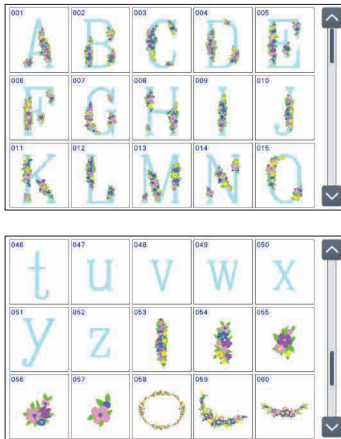 001 002 003 004 005
A B C D E
006 007 008 009 010
F G H I J
011 012 013 014 015
K L M N O
046 047 048 049 050
t u v w x
051 052 053 054 055
y z
056 057 058 059 060